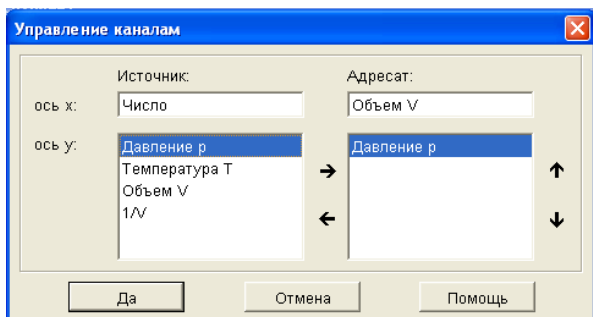 Управление каналам
Источник: Адресат:
ось x: Число Объем V
ось y: Давление p Давление p
Температура T
Объем V
1/V
Да Отмена Помощь